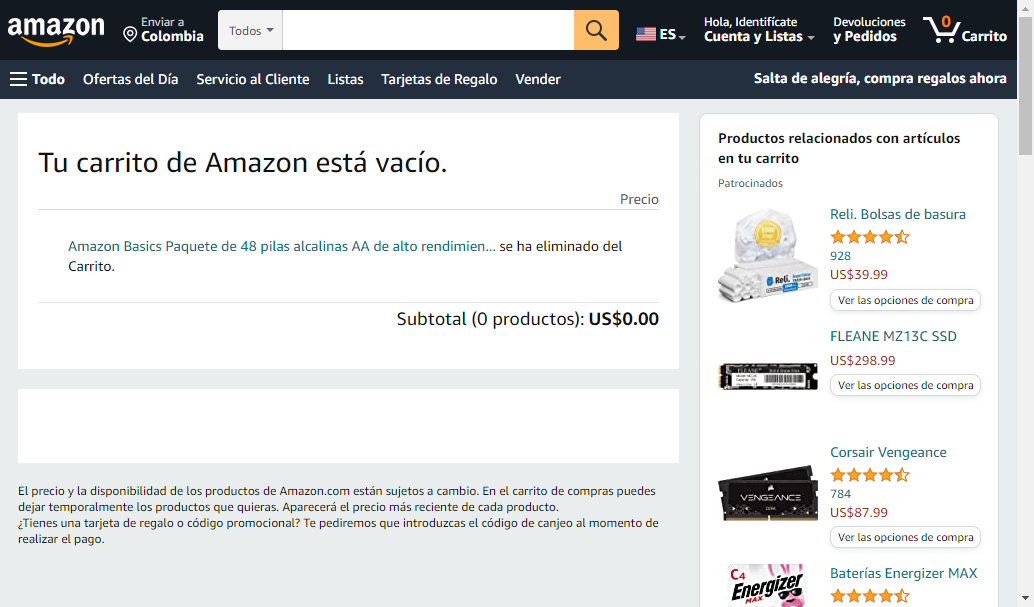 amazon
Enviar a
Colombia
Todos
ES
Hola, Identifícate
Cuenta y Listas
Devoluciones
y Pedidos
0
Carrito
Todo
Ofertas del Día
Servicio al Cliente
Listas
Tarjetas de Regalo
Vender
Salta de alegría, compra regalos ahora
Tu carrito de Amazon está vacío.
Precio
Amazon Basics Paquete de 48 pilas alcalinas AA de alto rendimien... se ha eliminado del
Carrito.
Subtotal (0 productos): US$0.00
El precio y la disponibilidad de los productos de Amazon.com están sujetos a cambio. En el carrito de compras puedes
dejar temporalmente los productos que quieras. Aparecerá el precio más reciente de cada producto.
¿Tienes una tarjeta de regalo o código promocional? Te pediremos que introduzcas el código de canjeo al momento de
realizar el pago.
Productos relacionados con artículos
en tu carrito
Patrocinados
Reli.
Reli. Bolsas de basura
928
US$39.99
Ver las opciones de compra
FLEANE MZ13C SSD
US$298.99
Ver las opciones de compra
VENGEANCE
Corsair Vengeance
784
US$87.99
Ver las opciones de compra
C4
Energizer
MAX
Baterías Energizer MAX